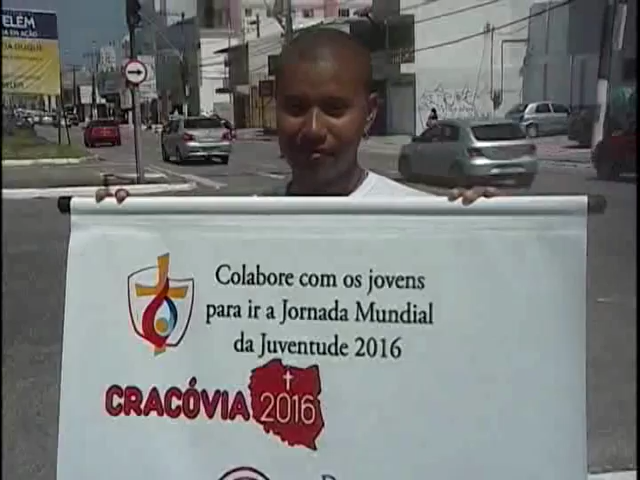 Colabore com os jovens
para ir a Jornada Mundial
da Juventude 2016
CRACÓVIA 2016